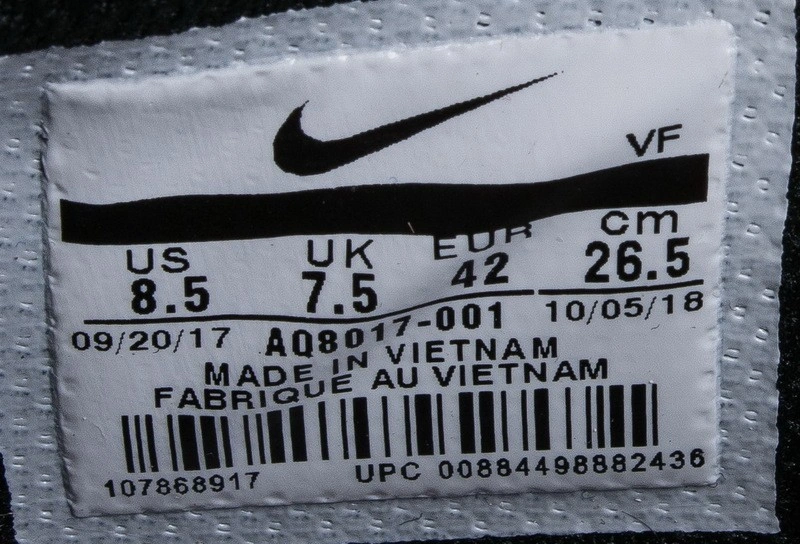 VF
US UK EUR cm
8.5 7.5 42 26.5
09/20/17 AQ8017-001 10/05/18
MADE IN VIETNAM
FABRIQUE AU VIETNAM
107868917 UPC 00884498882436